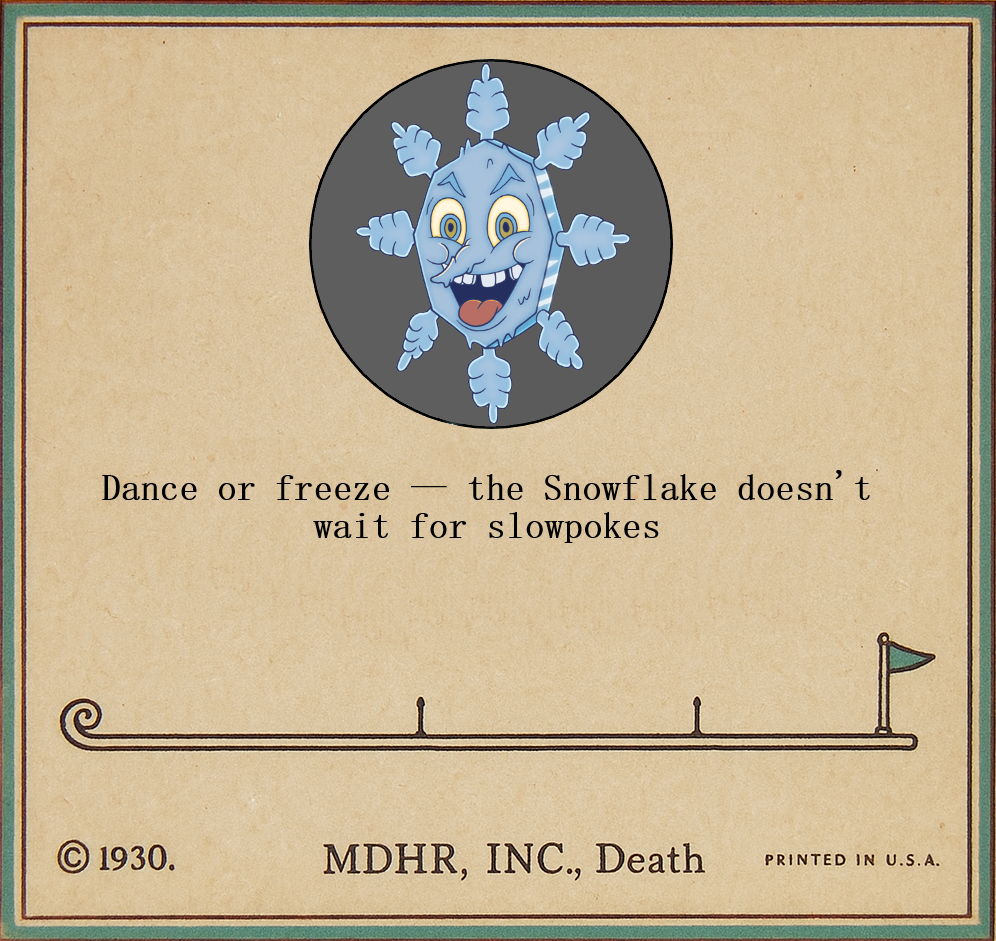 Dance or freeze — the Snowflake doesn't
wait for slowpokes
© 1930.
MDHR, INC., Death
PRINTED IN U.S.A.